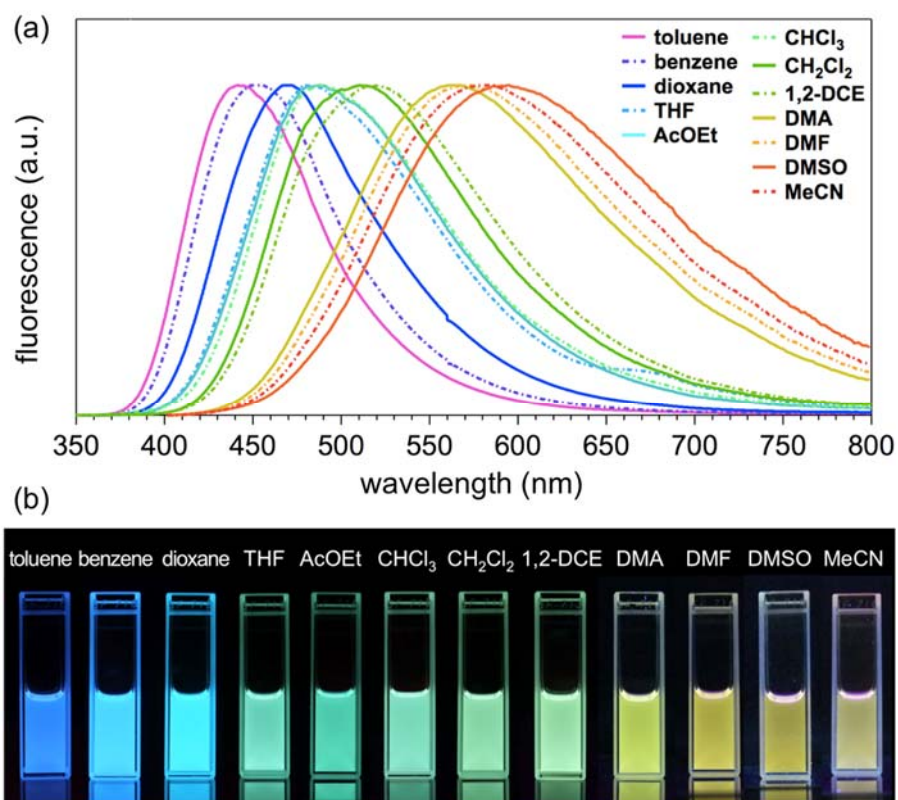 (a)
toluene
benzene
dioxane
THF
AcOEt
CHCl₃
CH₂Cl₂
1,2-DCE
DMA
DMF
DMSO
MeCN
fluorescence (a.u.)
350 400 450 500 550 600 650 700 750 800
wavelength (nm)
(b)
toluene benzene dioxane THF AcOEt CHCl₃ CH₂Cl₂ 1,2-DCE DMA DMF DMSO MeCN